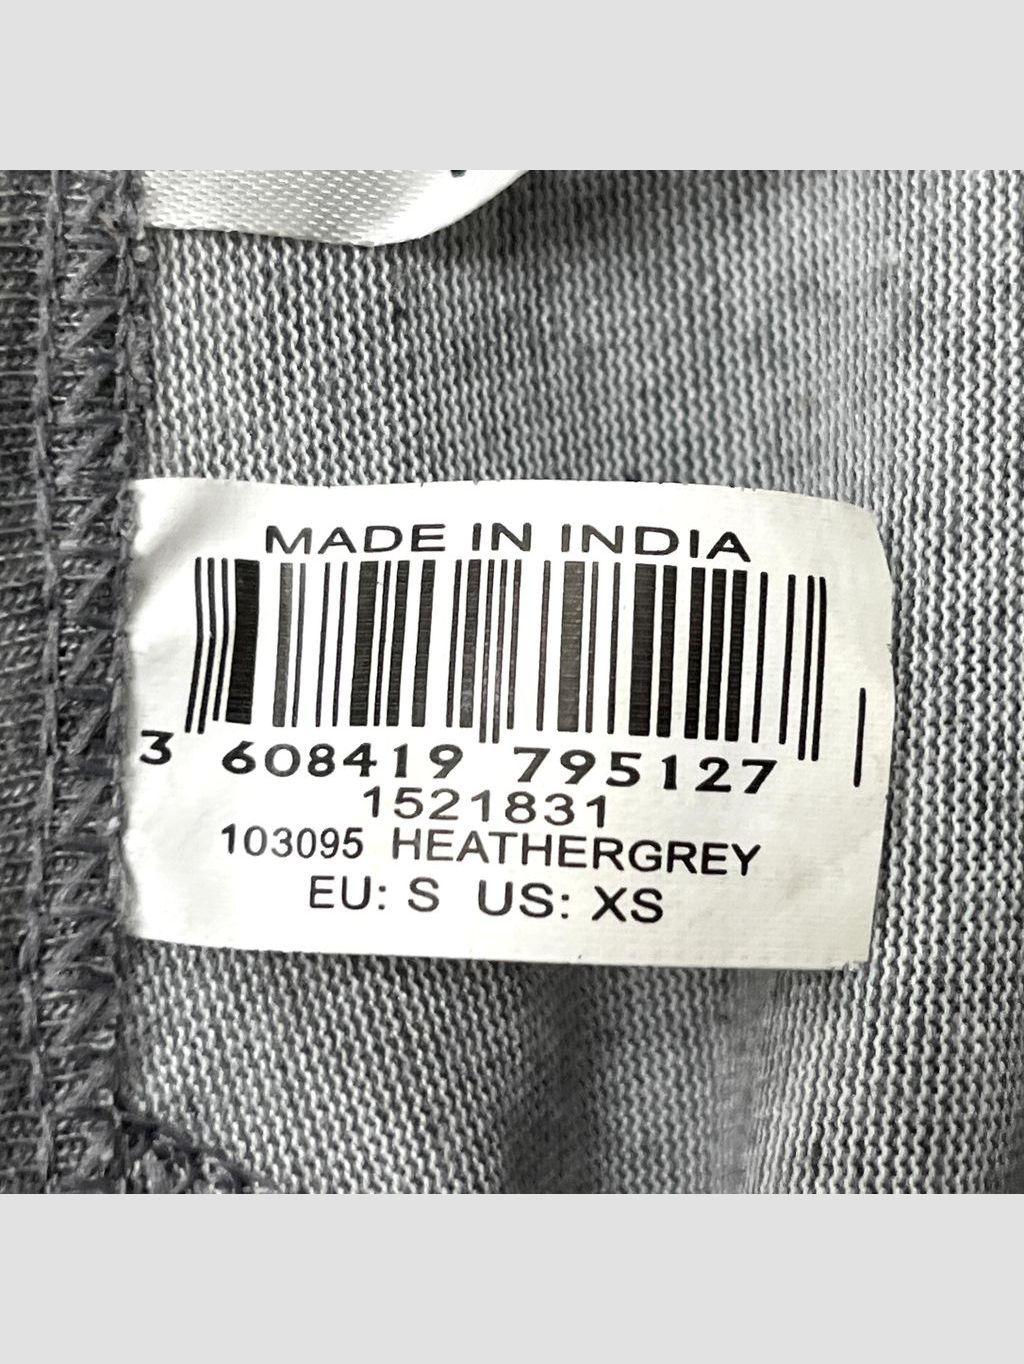 MADE IN INDIA
3 608419 795127
1521831
103095 HEATHERGREY
EU: S US: XS